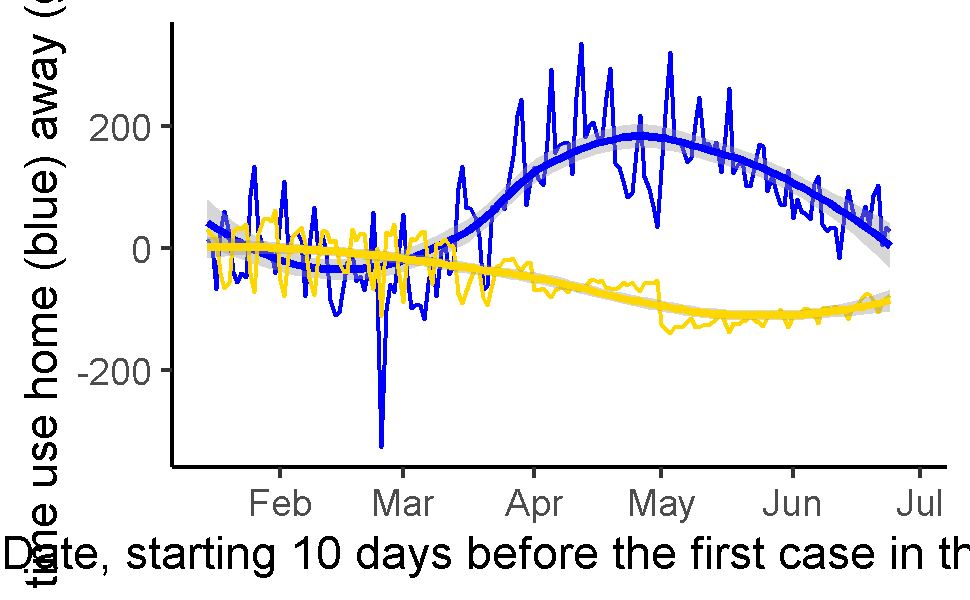 time use home (blue) away (
200
0
-200
Feb Mar Apr May Jun Jul
Date, starting 10 days before the first case in th